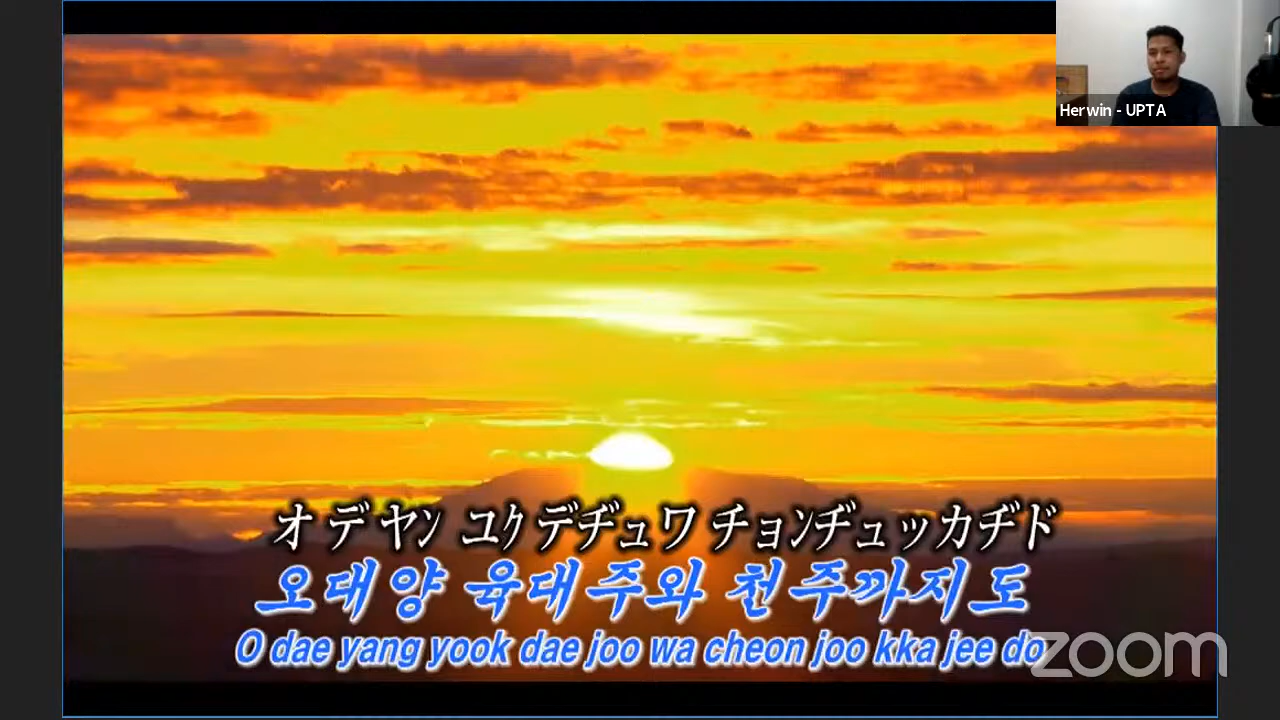 Herwin - UPTA
オデヤン ユㇰデヂュワ チョンヂュッカヂド
오대양 육대주와 천주까지도
O dae yang yook dae joo wa cheon joo kka jee do
zoom